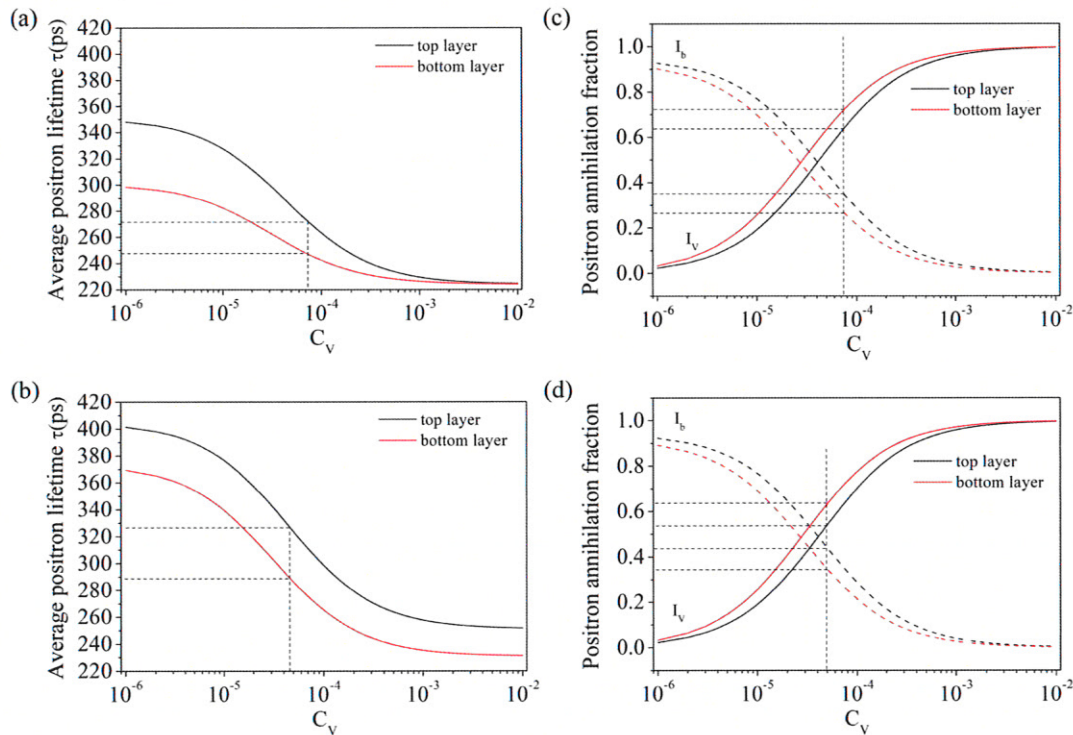 (a)
Average positron lifetime τ(ps)
420
400
380
360
340
320
300
280
260
240
220
top layer
bottom layer
10⁻⁶ 10⁻⁵ 10⁻⁴ 10⁻³ 10⁻²
C_V
(c)
Positron annihilation fraction
1.0
0.8
0.6
0.4
0.2
0.0
I_b
top layer
bottom layer
I_V
10⁻⁶ 10⁻⁵ 10⁻⁴ 10⁻³ 10⁻²
C_V
(b)
Average positron lifetime τ(ps)
420
400
380
360
340
320
300
280
260
240
220
top layer
bottom layer
10⁻⁶ 10⁻⁵ 10⁻⁴ 10⁻³ 10⁻²
C_V
(d)
Positron annihilation fraction
1.0
0.8
0.6
0.4
0.2
0.0
I_b
top layer
bottom layer
I_V
10⁻⁶ 10⁻⁵ 10⁻⁴ 10⁻³ 10⁻²
C_V